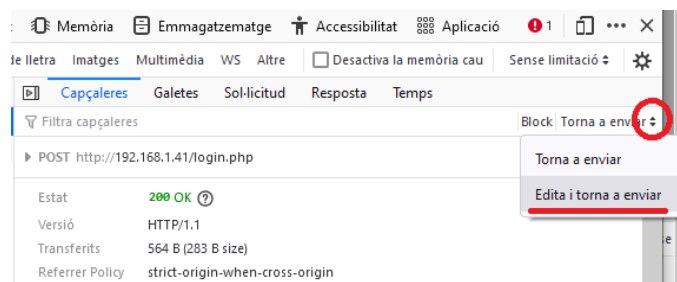 Memòria Emmagatzematge Accessibilitat Aplicació 1
de lletra Imatges Multimèdia WS Altre Desactiva la memòria cau Sense limitació
Capçaleres Galetes Sol·licitud Resposta Temps
Filtra capçaleres Block Torna a enviar
POST http://192.168.1.41/login.php
Torna a enviar
Edita i torna a enviar
Estat 200 OK
Versió HTTP/1.1
Transferits 564 B (283 B size)
Referrer Policy strict-origin-when-cross-origin